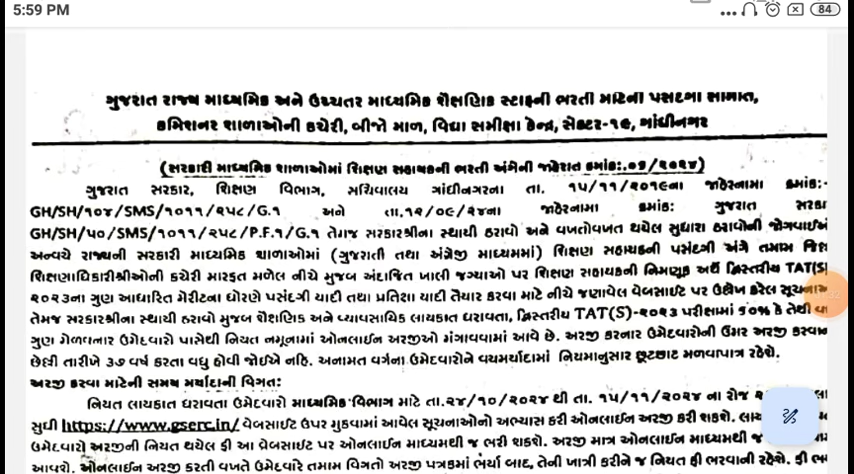 5:59 PM
84
ગુજરાત રાજ્ય માધ્યમિક અને ઉચ્ચતર માધ્યમિક શૈક્ષણિક સ્ટાફની ભરતી માટેની પસંદગી સમિતિ,
કમિશનર શાળાઓની કચેરી, બીજો માળ, વિદ્યા સમીક્ષા કેન્દ્ર, સેક્ટર-૧૯, ગાંધીનગર
(સરકારી માધ્યમિક શાળાઓમાં શિક્ષણ સહાયકની ભરતી અંગેની જાહેરાત ક્રમાંક:.૦૧/૨૦૨૪)
ગુજરાત સરકાર, શિક્ષણ વિભાગ, સચિવાલય ગાંધીનગરના તા. ૧૫/૧૧/૨૦૧૯ના જાહેરનામા ક્રમાંક:-
GH/SH/૧૦૪/SMS/૧૦૧૧/૨૫૮/G.૧ અને તા.૧૨/૦૯/૨૪ના જાહેરનામા ક્રમાંક: ગુજરાત સરકા
GH/SH/૫૦/SMS/૧૦૧૧/૨૫૮/P.F.૧/G.૧ તેમજ સરકારશ્રીના સ્થાયી ઠરાવો અને વખતોવખત થયેલ સુધારા ઠરાવોની જોગવાઈઓ
અન્વયે રાજ્યની સરકારી માધ્યમિક શાળાઓમાં (ગુજરાતી તથા અંગ્રેજી માધ્યમમાં) શિક્ષણ સહાયકની પસંદગી અંગે તમામ
શિક્ષણાધિકારીશ્રીઓની કચેરી મારફત મળેલ નીચે મુજબ અંદાજિત ખાલી જગ્યાઓ પર શિક્ષણ સહાયકની નિમણૂક અર્થે દ્વિસ્તરીય TAT(S)
૨૦૨૩ના ગુણ આધારિત મેરીટના ધોરણે પસંદગી યાદી તથા પ્રતિક્ષા યાદી તૈયાર કરવા માટે નીચે જણાવેલ વેબસાઈટ પર ઉલ્લેખ કરેલ
તેમજ સરકારશ્રીના સ્થાયી ઠરાવો મુજબ શૈક્ષણિક અને વ્યાવસાયિક લાયકાત ધરાવતા, દ્વિસ્તરીય TAT(S)-૨૦૨૩ પરીક્ષામાં ૬૦% કે તેથી
ગુણ મેળવનાર ઉમેદવારો પાસેથી નિયત નમૂનામાં ઓનલાઈન અરજીઓ મંગાવવામાં આવે છે. અરજી કરનાર ઉમેદવારોની ઉંમર અરજી
છેલ્લી તારીખે ૩૭ વર્ષ કરતા વધુ હોવી જોઈએ નહિ. અનામત વર્ગના ઉમેદવારોને વયમર્યાદામાં નિયમાનુસાર છૂટછાટ મળવાપાત્ર રહેશે.
અરજી કરવા માટેની સમય મર્યાદાની વિગત:
નિયત લાયકાત ધરાવતા ઉમેદવારો માધ્યમિક વિભાગ માટે તા.૨૪/૧૦/૨૦૨૪ થી તા. ૧૫/૧૧/૨૦૨૪ ના રોજ
સુધી https://www.gserc.in/ વેબસાઈટ ઉપર મુકવામાં આવેલ સૂચનાઓનો અભ્યાસ કરી ઓનલાઈન અરજી કરી શકશે.
ઉમેદવારો અરજીની નિયત થયેલ ફી આ વેબસાઈટ પર ઓનલાઈન માધ્યમથી જ ભરી શકશે. અરજી માત્ર ઓનલાઈન માધ્યમથી જ
આવશે. ઓનલાઈન અરજી કરતી વખતે ઉમેદવારે તમામ વિગતો અરજી પત્રકમાં ભર્યા બાદ, તેની ખાત્રી કરીને જ નિયત ફી ભરવાની રહેશે. ફી